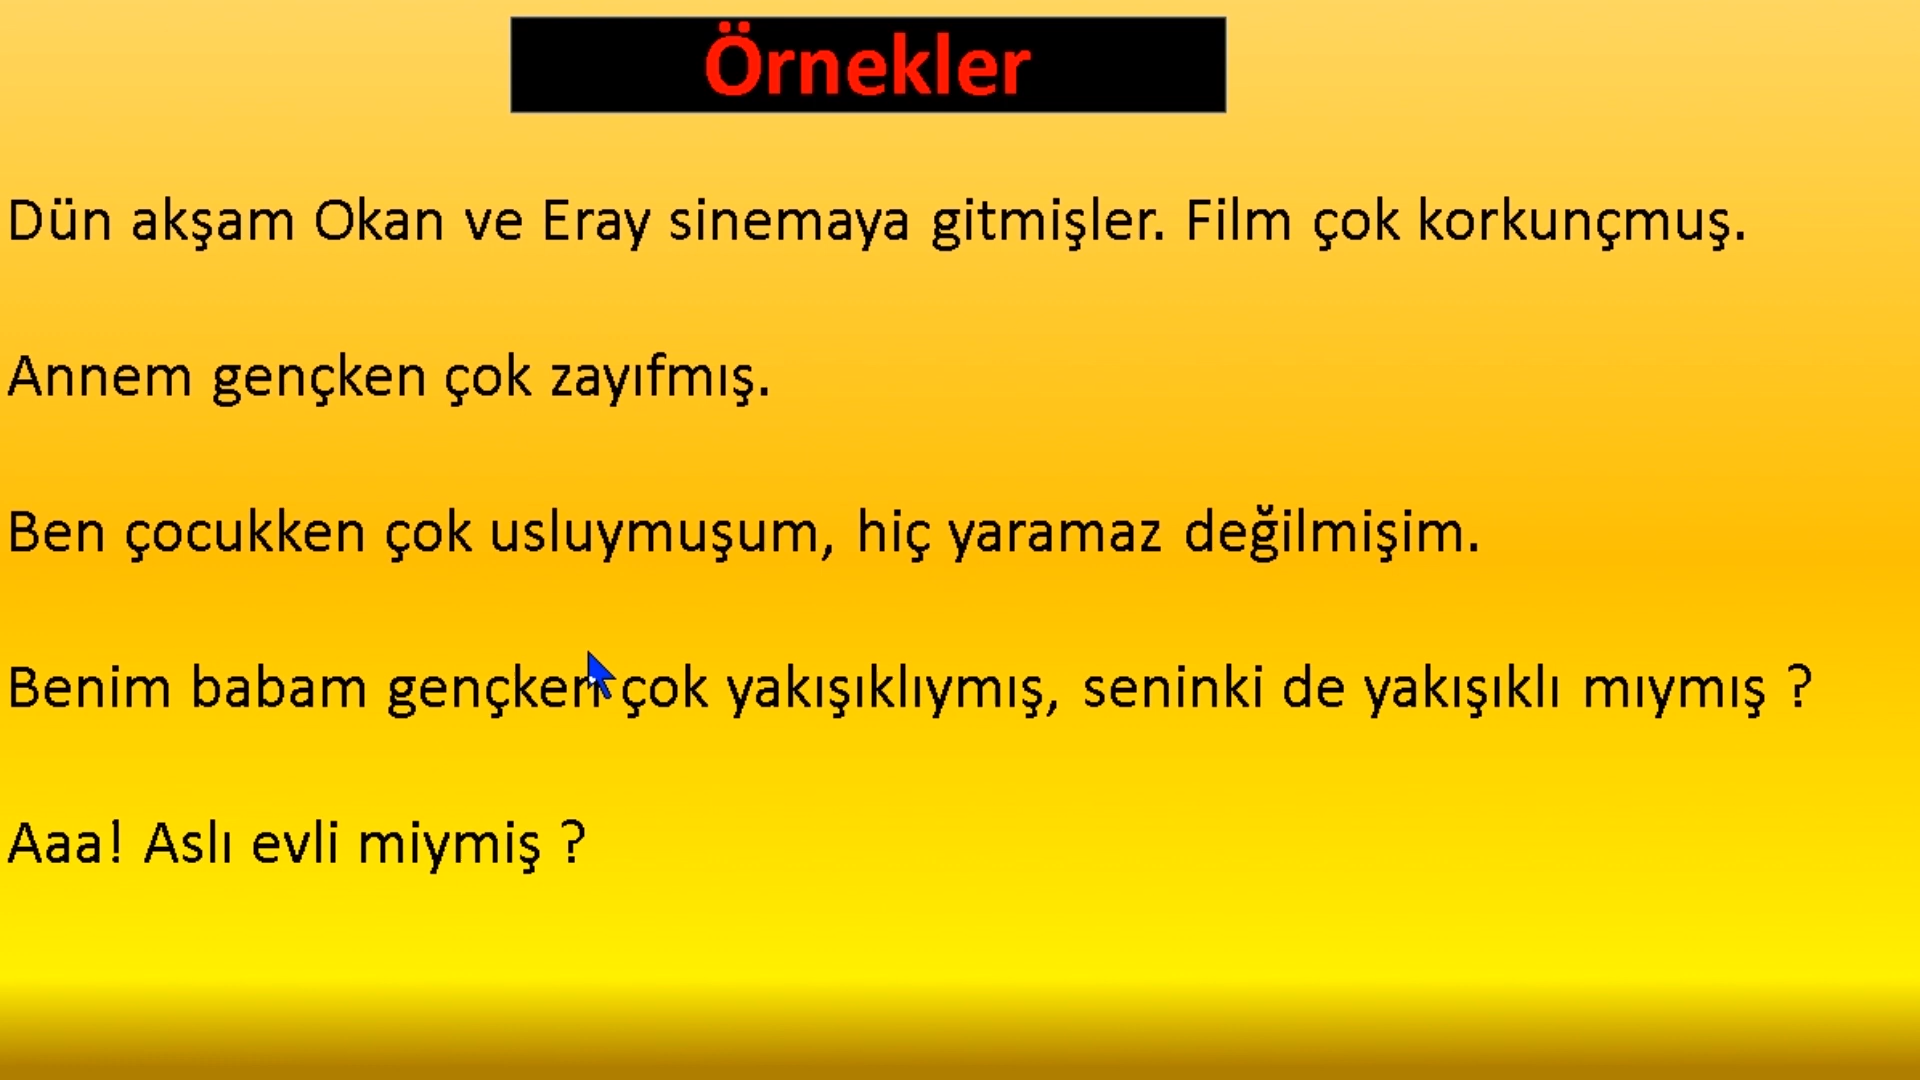 Örnekler
Dün akşam Okan ve Eray sinemaya gitmişler. Film çok korkunçmuş.
Annem gençken çok zayıfmış.
Ben çocukken çok usluymuşum, hiç yaramaz değilmişim.
Benim babam gençken çok yakışıklıymış, seninki de yakışıklı mıymış ?
Aaa! Aslı evli miymiş ?